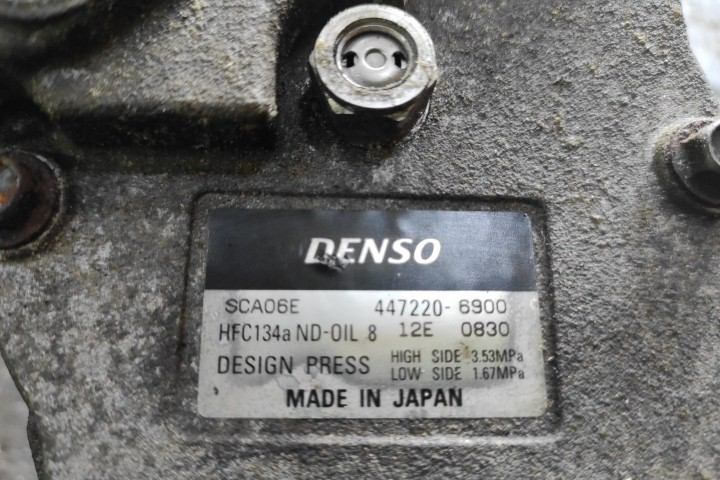 DENSO
SCA06E 447220-6900
HFC134a ND-OIL 8 12E 0830
DESIGN PRESS HIGH SIDE 3.53MPa
LOW SIDE 1.67MPa
MADE IN JAPAN